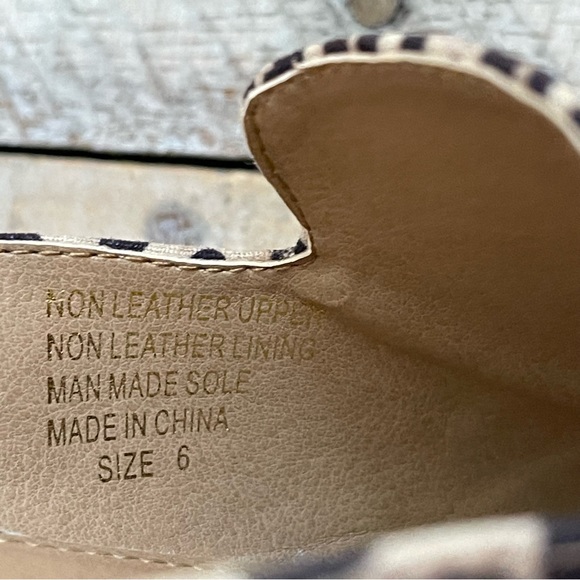 NON LEATHER UPPER
NON LEATHER LINING
MAN MADE SOLE
MADE IN CHINA
SIZE 6